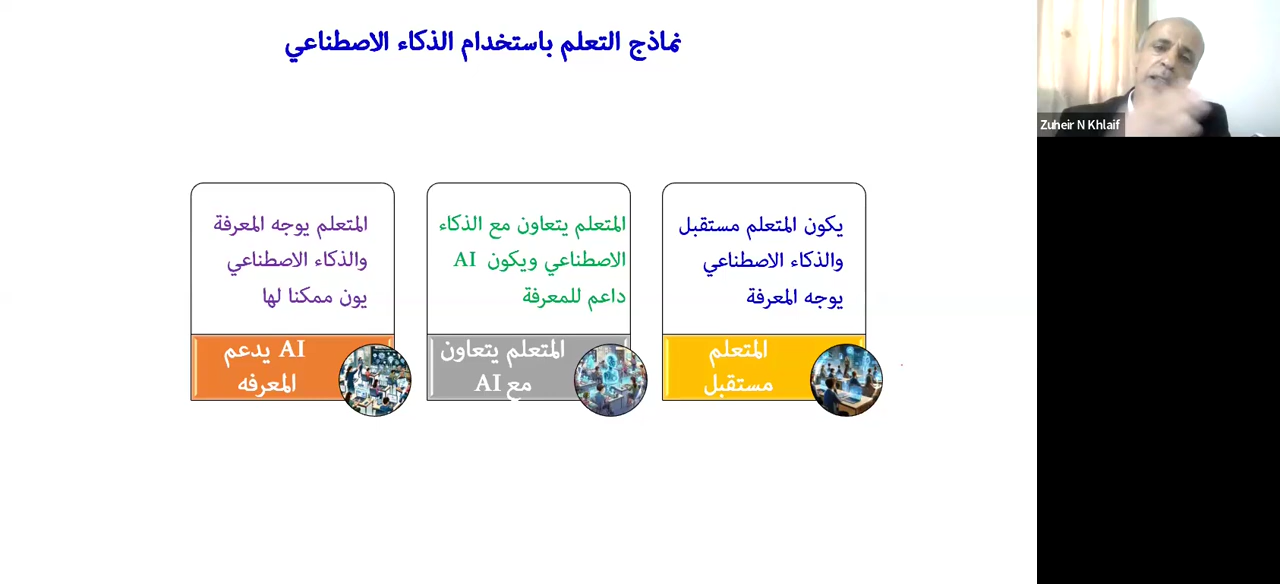 نماذج التعلم باستخدام الذكاء الاصطناعي
يكون المتعلم مستقبل
والذكاء الاصطناعي
يوجه المعرفة
المتعلم
مستقبل
المتعلم يتعاون مع الذكاء
الاصطناعي ويكون AI
داعم للمعرفة
المتعلم يتعاون
مع AI
المتعلم يوجه المعرفة
والذكاء الاصطناعي
يون ممكنا لها
AI يدعم
المعرفه
Zuheir N Khlaif